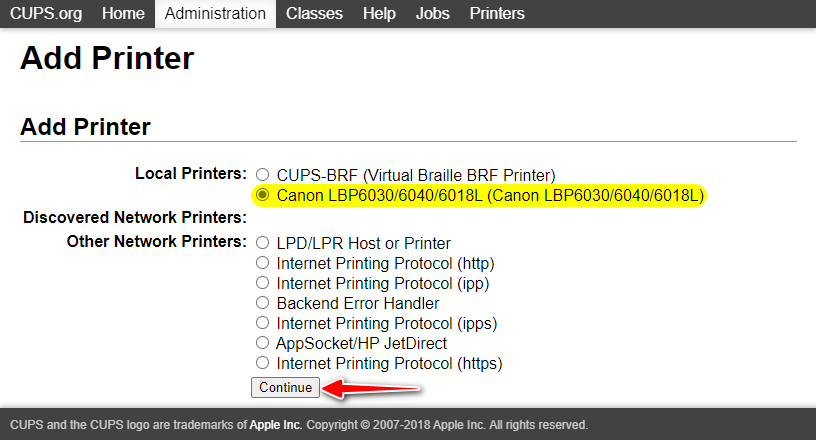 CUPS.org Home Administration Classes Help Jobs Printers
Add Printer
Add Printer
Local Printers: CUPS-BRF (Virtual Braille BRF Printer)
Canon LBP6030/6040/6018L (Canon LBP6030/6040/6018L)
Discovered Network Printers:
Other Network Printers: LPD/LPR Host or Printer
Internet Printing Protocol (http)
Internet Printing Protocol (ipp)
Backend Error Handler
Internet Printing Protocol (ipps)
AppSocket/HP JetDirect
Internet Printing Protocol (https)
Continue
CUPS and the CUPS logo are trademarks of Apple Inc. Copyright © 2007-2018 Apple Inc. All rights reserved.